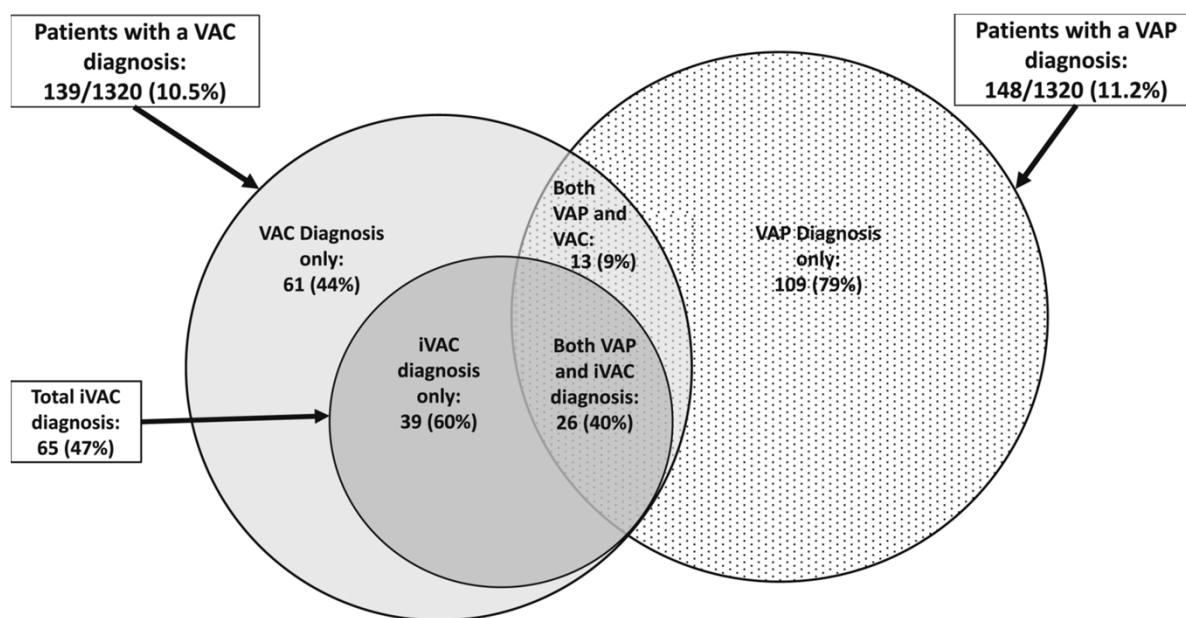 Patients with a VAC
diagnosis:
139/1320 (10.5%)
Patients with a VAP
diagnosis:
148/1320 (11.2%)
Both
VAP and
VAC:
13 (9%)
VAC Diagnosis
only:
61 (44%)
VAP Diagnosis
only:
109 (79%)
iVAC
diagnosis
only:
39 (60%)
Both VAP
and iVAC
diagnosis:
26 (40%)
Total iVAC
diagnosis:
65 (47%)